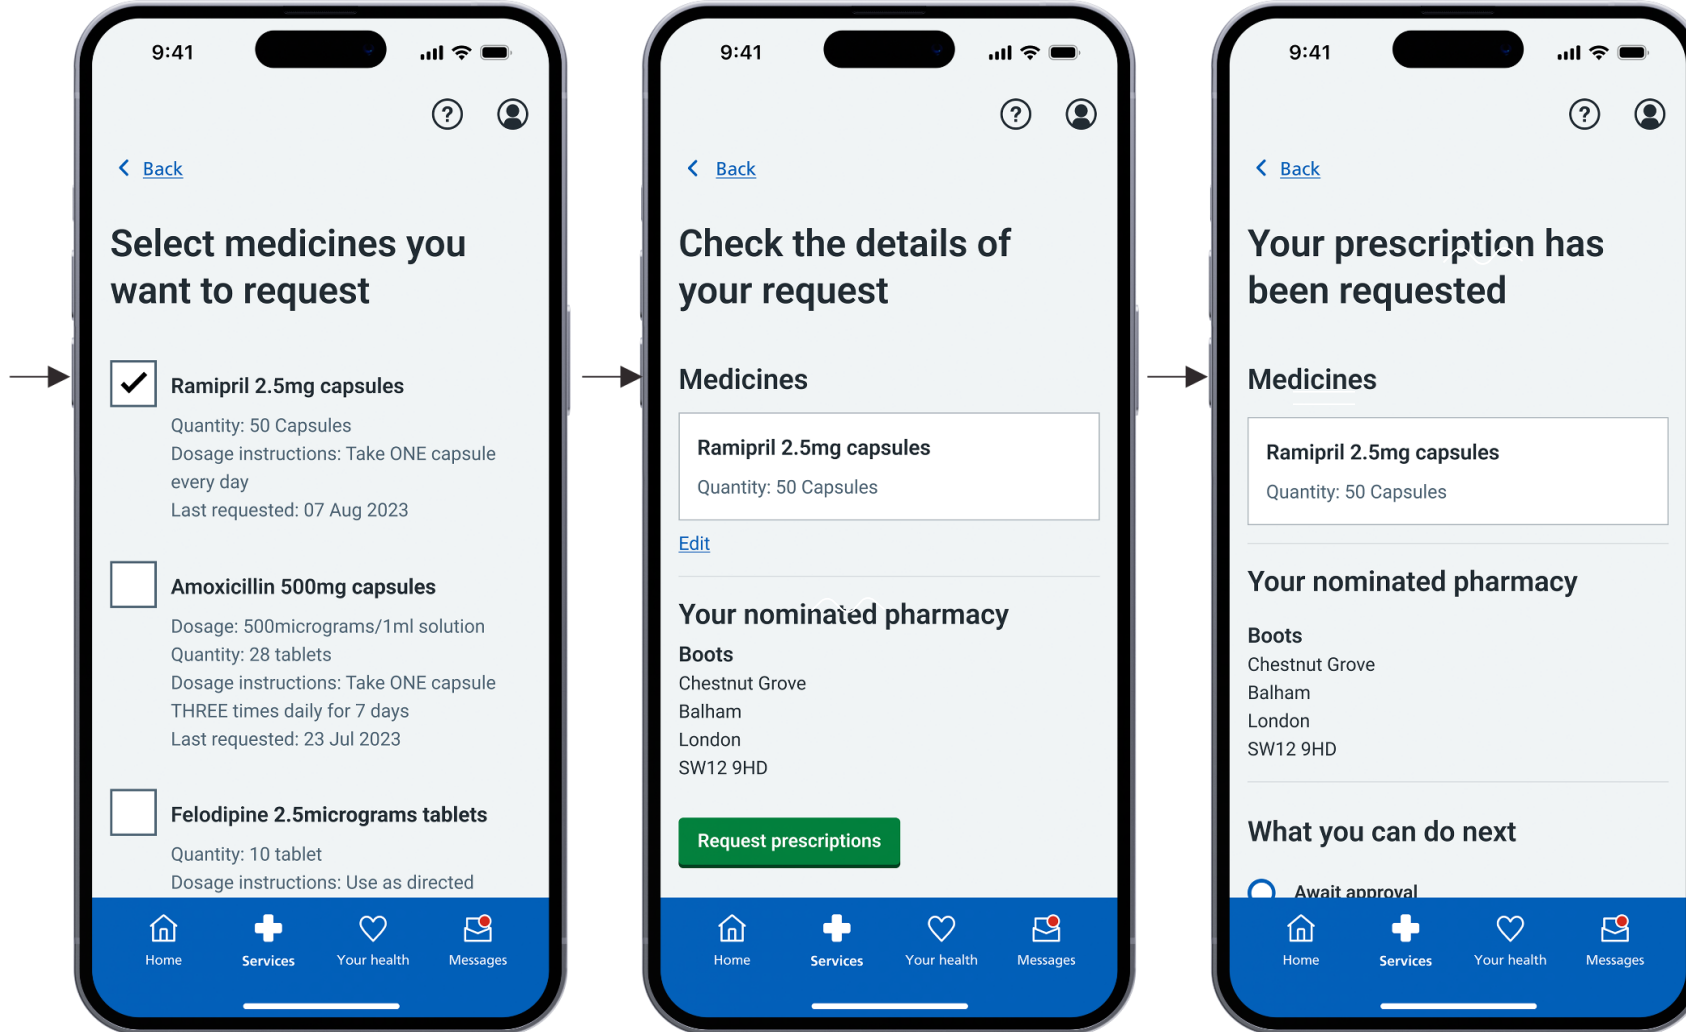 9:41
?
Back
Select medicines you
want to request
Ramipril 2.5mg capsules
Quantity: 50 Capsules
Dosage instructions: Take ONE capsule
every day
Last requested: 07 Aug 2023
Amoxicillin 500mg capsules
Dosage: 500micrograms/1ml solution
Quantity: 28 tablets
Dosage instructions: Take ONE capsule
THREE times daily for 7 days
Last requested: 23 Jul 2023
Felodipine 2.5micrograms tablets
Quantity: 10 tablet
Dosage instructions: Use as directed
Home Services Your health Messages
9:41
?
Back
Check the details of
your request
Medicines
Ramipril 2.5mg capsules
Quantity: 50 Capsules
Edit
Your nominated pharmacy
Boots
Chestnut Grove
Balham
London
SW12 9HD
Request prescriptions
Home Services Your health Messages
9:41
?
Back
Your prescription has
been requested
Medicines
Ramipril 2.5mg capsules
Quantity: 50 Capsules
Your nominated pharmacy
Boots
Chestnut Grove
Balham
London
SW12 9HD
What you can do next
Await approval
Home Services Your health Messages